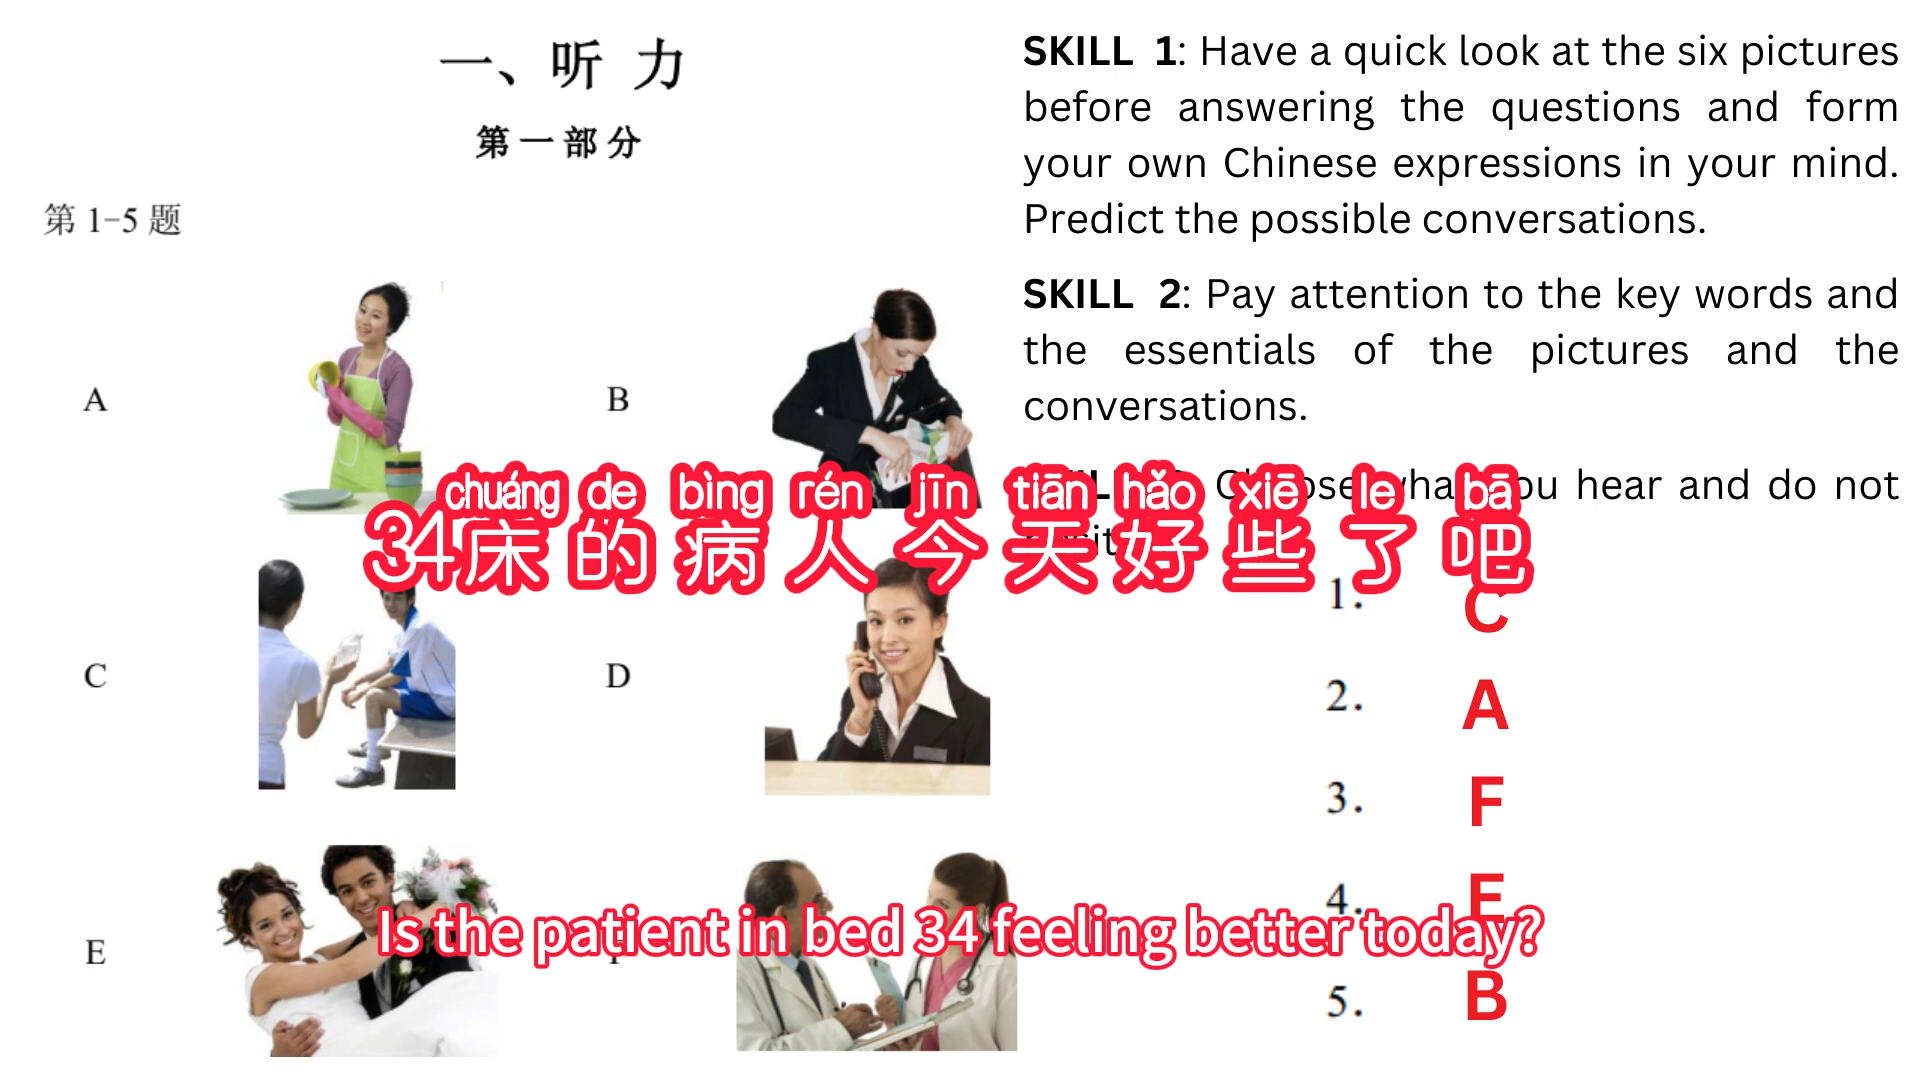 一、听 力
第一部分
第 1-5 题
A
B
C
D
E
SKILL 1: Have a quick look at the six pictures
before answering the questions and form
your own Chinese expressions in your mind.
Predict the possible conversations.
SKILL 2: Pay attention to the key words and
the essentials of the pictures and the
conversations.
hear and do not
chuáng de bìng rén jīn tiān hǎo xiē le bā
34床的病人今天好些了吧
1. C
2. A
3. F
4. E
5. B
Is the patient in bed 34 feeling better today?